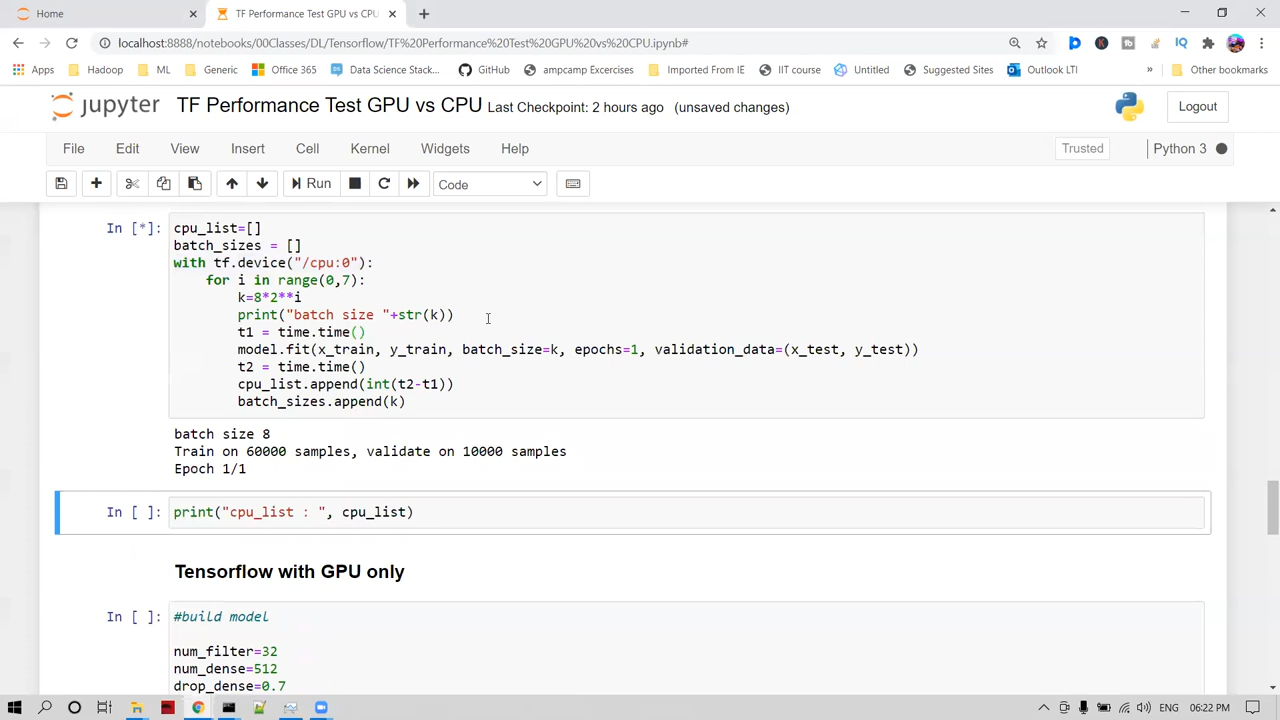 Home
TF Performance Test GPU vs CPU
localhost:8888/notebooks/00Classes/DL/Tensorflow/TF%20Performance%20Test%20GPU%20vs%20CPU.ipynb#
Apps Hadoop ML Generic Office 365 Data Science Stack... GitHub ampcamp Excercises Imported From IE IIT course Untitled Suggested Sites Outlook LTI » Other bookmarks
jupyter TF Performance Test GPU vs CPU Last Checkpoint: 2 hours ago (unsaved changes) Logout
File Edit View Insert Cell Kernel Widgets Help Trusted Python 3
Run Code
In [*]: cpu_list=[]
batch_sizes = []
with tf.device("/cpu:0"):
for i in range(0,7):
k=8*2**i
print("batch size "+str(k))
t1 = time.time()
model.fit(x_train, y_train, batch_size=k, epochs=1, validation_data=(x_test, y_test))
t2 = time.time()
cpu_list.append(int(t2-t1))
batch_sizes.append(k)
batch size 8
Train on 60000 samples, validate on 10000 samples
Epoch 1/1
In [ ]: print("cpu_list : ", cpu_list)
Tensorflow with GPU only
In [ ]: #build model
num_filter=32
num_dense=512
drop_dense=0.7
ENG 06:22 PM